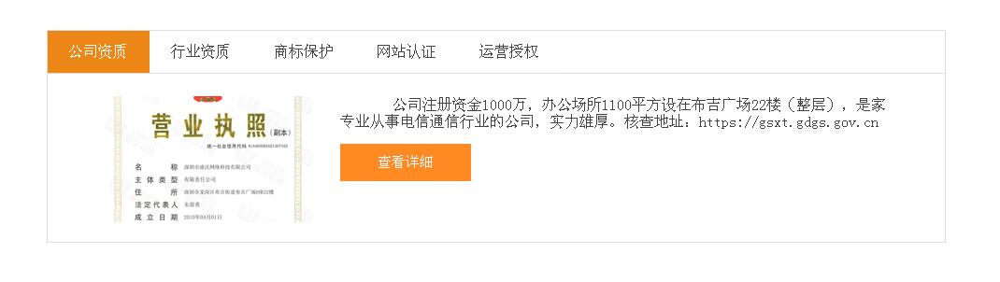 公司资质 行业资质 商标保护 网站认证 运营授权
公司注册资金1000万，办公场所1100平方设在布吉广场22楼（整层），是家
专业从事电信通信行业的公司，实力雄厚。核查地址：https://gsxt.gdgs.gov.cn
查看详细
营业执照
（副本）
统一社会信用代码
名 称 深圳市凌沃网络科技有限公司
主体类型 有限责任公司
住 所 深圳市龙岗区布吉街道布吉广场B座22楼
法定代表人
成立日期 2010年04月01日